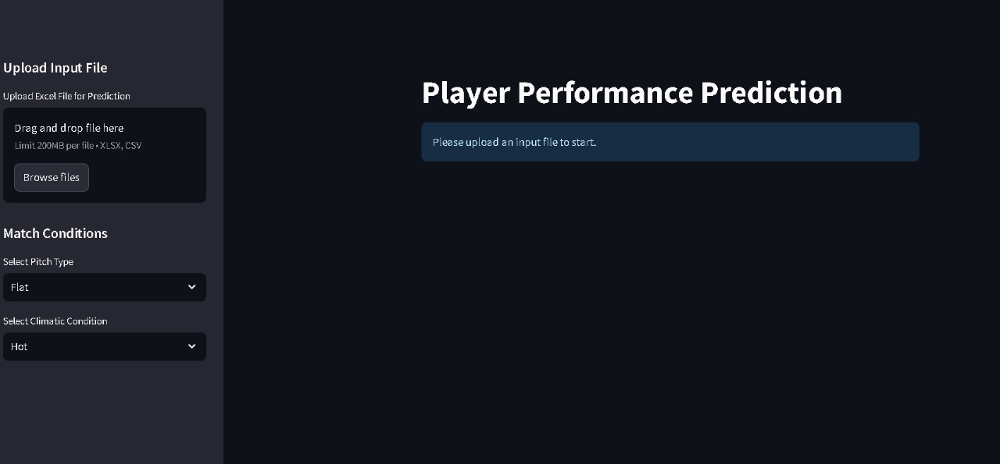 Upload Input File
Upload Excel File for Prediction
Drag and drop file here
Limit 200MB per file • XLSX, CSV
Browse files
Match Conditions
Select Pitch Type
Flat
Select Climatic Condition
Hot
Player Performance Prediction
Please upload an input file to start.